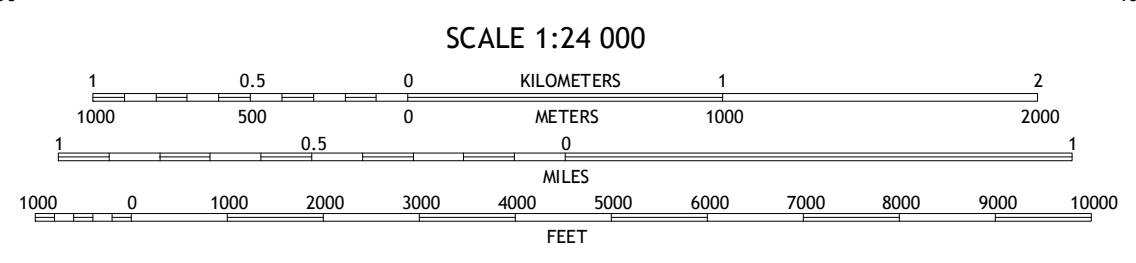 SCALE 1:24 000
1 0.5 0 KILOMETERS 1 2
1000 500 0 METERS 1000 2000
1 0.5 0 1
MILES
1000 0 1000 2000 3000 4000 5000 6000 7000 8000 9000 10000
FEET